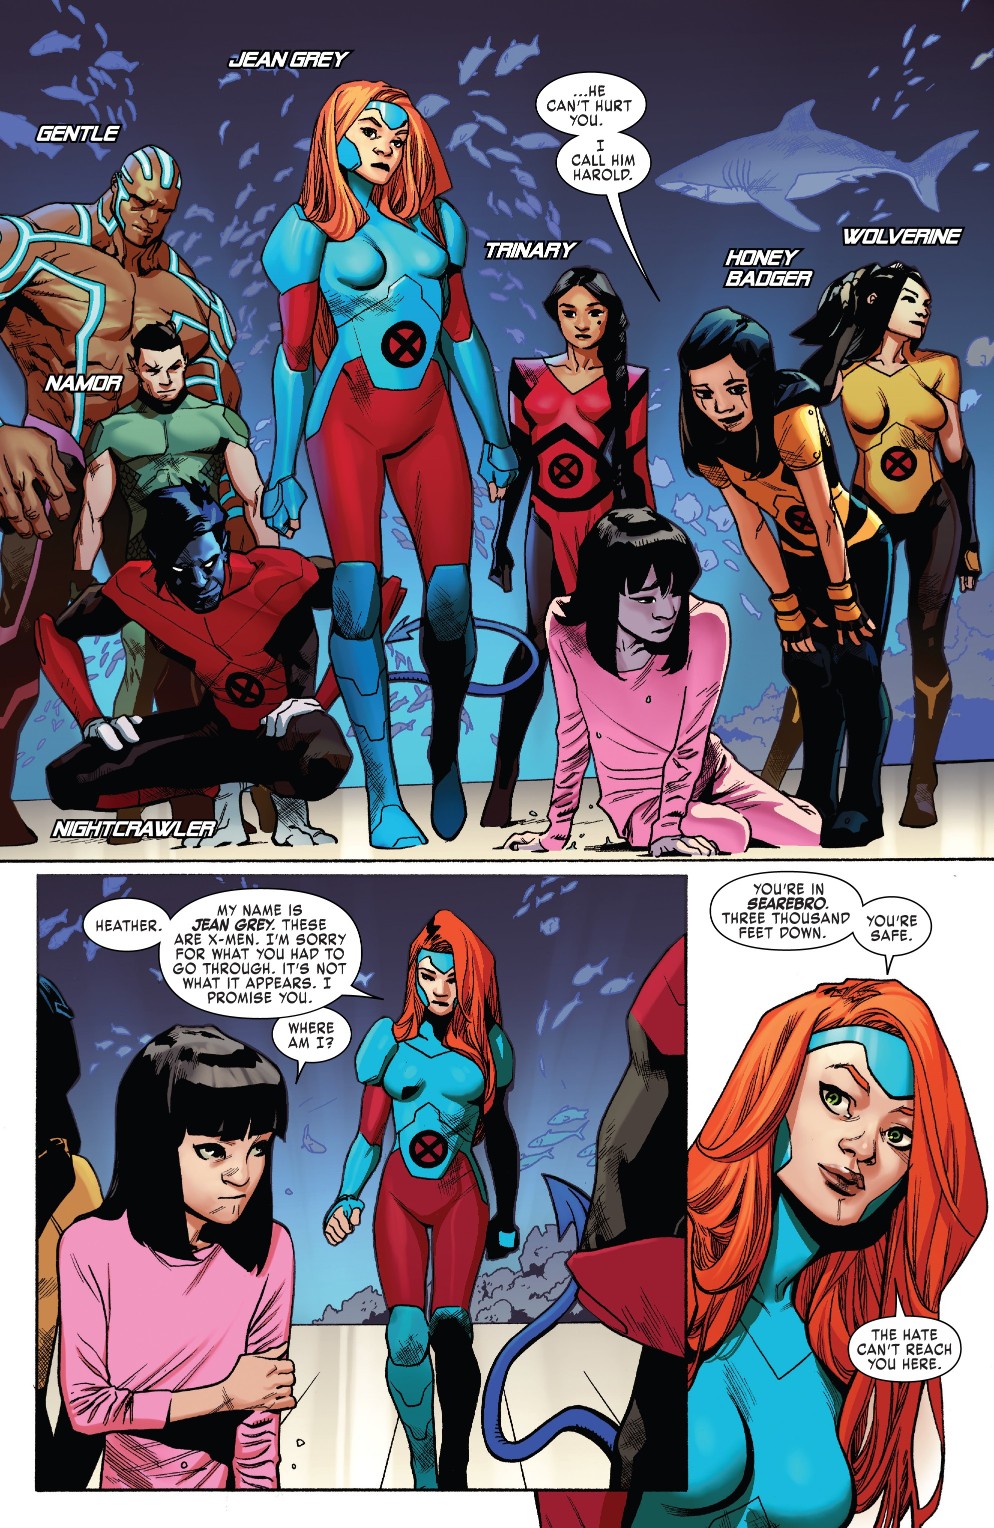 JEAN GREY
GENTLE
...HE
CAN'T HURT
YOU.
I
CALL HIM
HAROLD.
TRINARY
HONEY
BADGER
WOLVERINE
NAMOR
NIGHTCRAWLER
HEATHER.
MY NAME IS
JEAN GREY. THESE
ARE X-MEN. I'M SORRY
FOR WHAT YOU HAD TO
GO THROUGH. IT'S NOT
WHAT IT APPEARS. I
PROMISE YOU.
WHERE
AM I?
YOU'RE IN
SEAREBRO.
THREE THOUSAND
FEET DOWN.
YOU'RE
SAFE.
THE HATE
CAN'T REACH
YOU HERE.